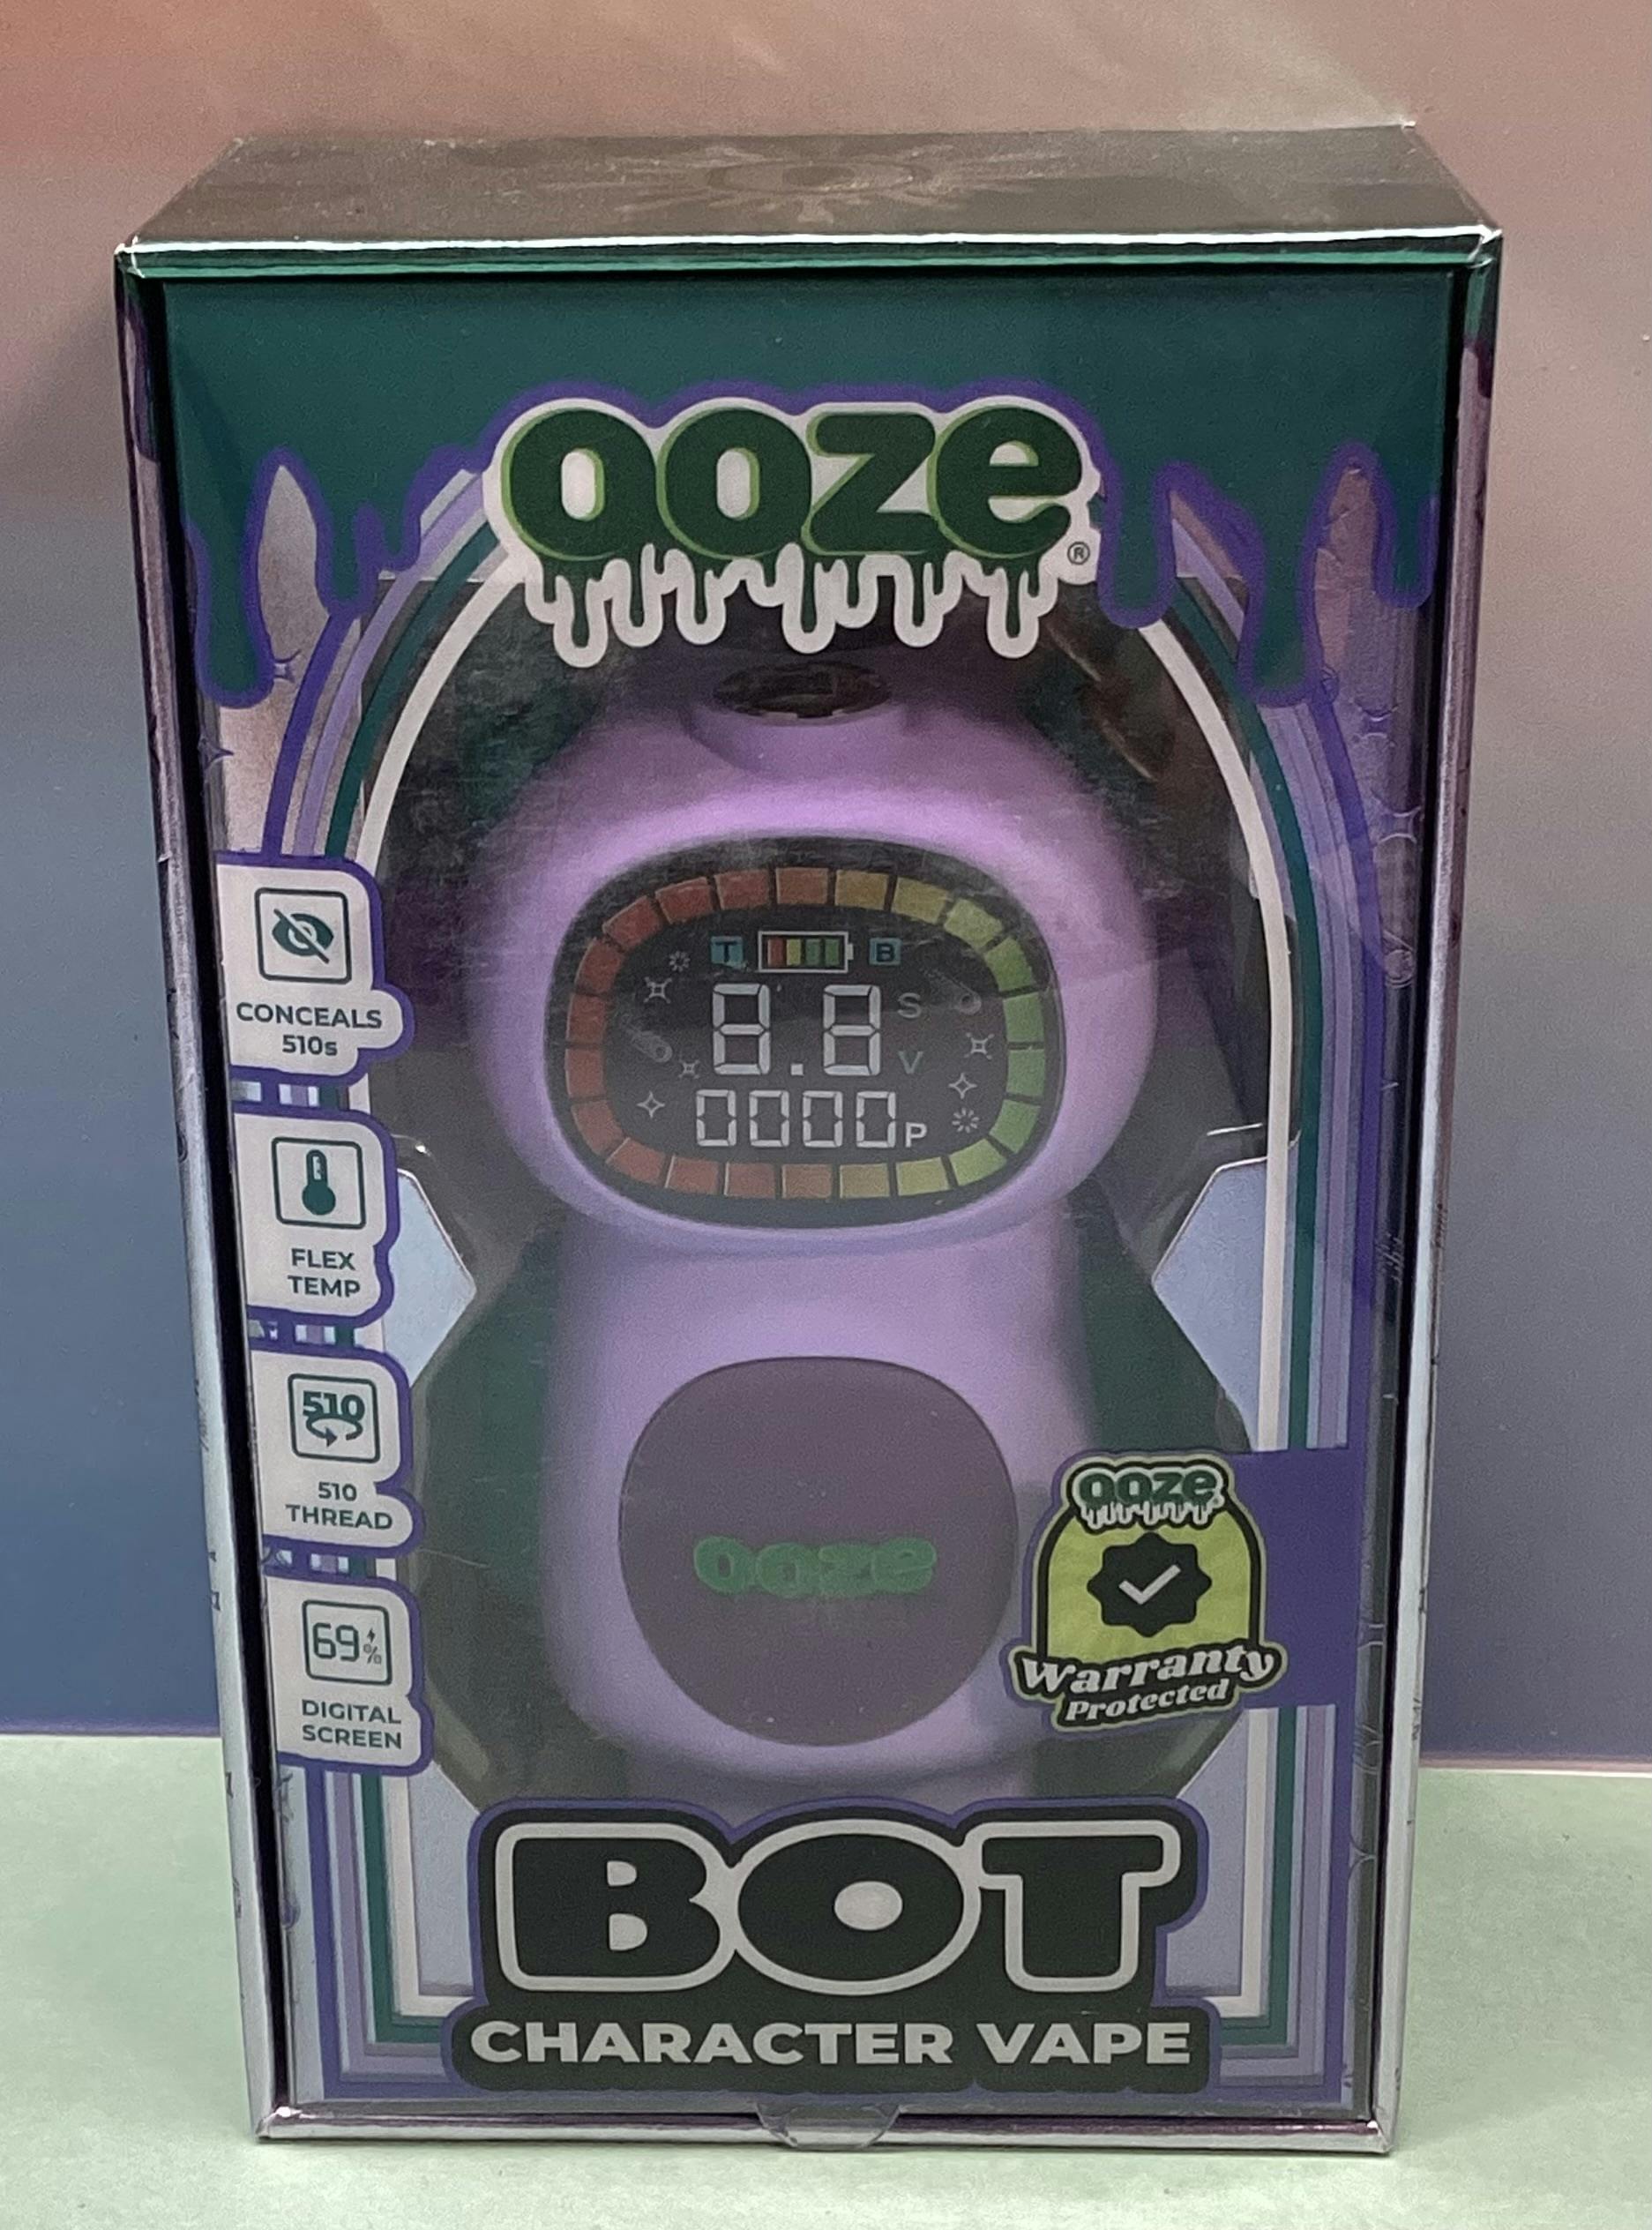 ooze®
CONCEALS
510s
FLEX
TEMP
510
510
THREAD
69%
DIGITAL
SCREEN
T B
8.8 S
V
0000P
ooze
ooze
Warranty
Protected
BOT
CHARACTER VAPE